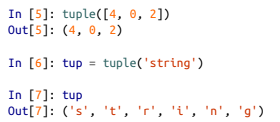 In [5]: tuple([4, 0, 2])
Out[5]: (4, 0, 2)
In [6]: tup = tuple('string')
In [7]: tup
Out[7]: ('s', 't', 'r', 'i', 'n', 'g')